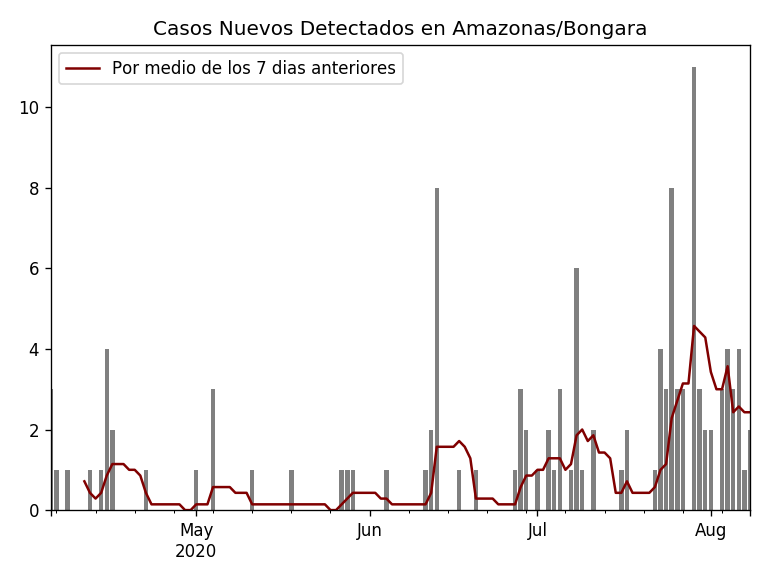 Casos Nuevos Detectados en Amazonas/Bongara
Por medio de los 7 dias anteriores
10
8
6
4
2
0
May Jun Jul Aug
2020